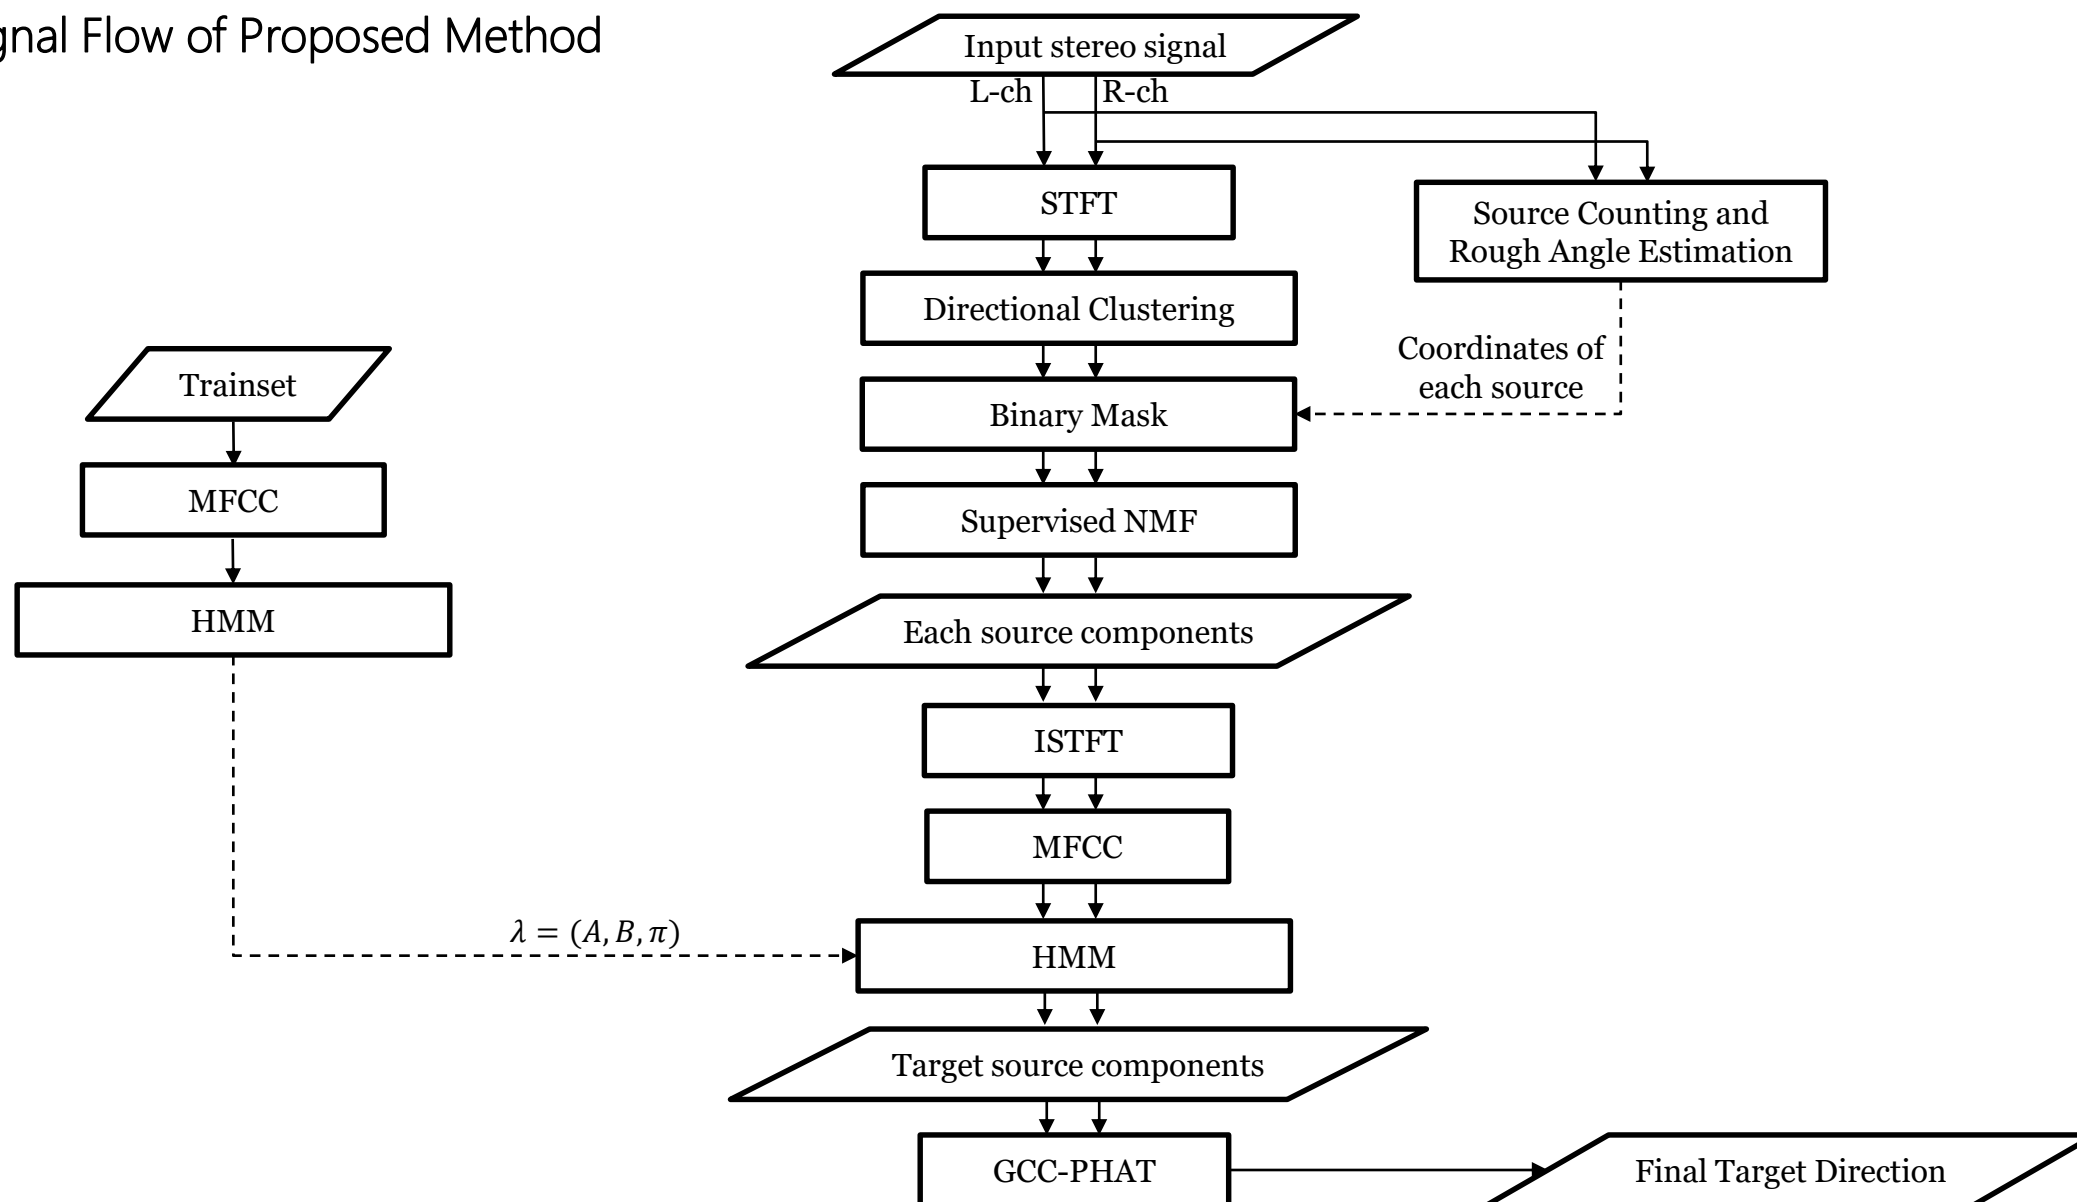 gnal Flow of Proposed Method
Input stereo signal
L-ch
R-ch
STFT
Source Counting and
Rough Angle Estimation
Directional Clustering
Coordinates of
each source
Trainset
Binary Mask
MFCC
Supervised NMF
HMM
Each source components
ISTFT
MFCC
λ = (A, B, π)
HMM
Target source components
GCC-PHAT
Final Target Direction